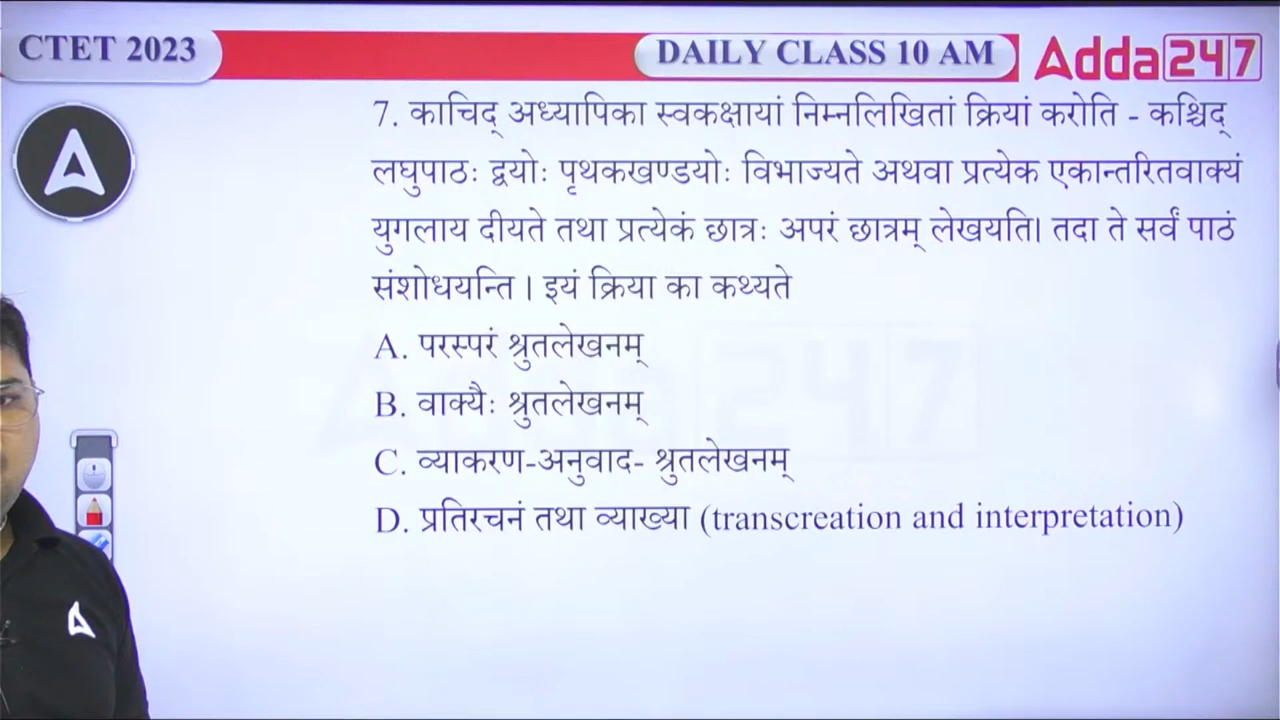 CTET 2023
DAILY CLASS 10 AM
Adda247
7. काचिद् अध्यापिका स्वकक्षायां निम्नलिखितां क्रियां करोति - कश्चिद्
लघुपाठः द्वयोः पृथकखण्डयोः विभाज्यते अथवा प्रत्येक एकान्तरितवाक्यं
युगलाय दीयते तथा प्रत्येकं छात्रः अपरं छात्रम् लेखयति। तदा ते सर्वं पाठं
संशोधयन्ति । इयं क्रिया का कथ्यते
A. परस्परं श्रुतलेखनम्
B. वाक्यैः श्रुतलेखनम्
C. व्याकरण-अनुवाद- श्रुतलेखनम्
D. प्रतिरचनं तथा व्याख्या (transcreation and interpretation)